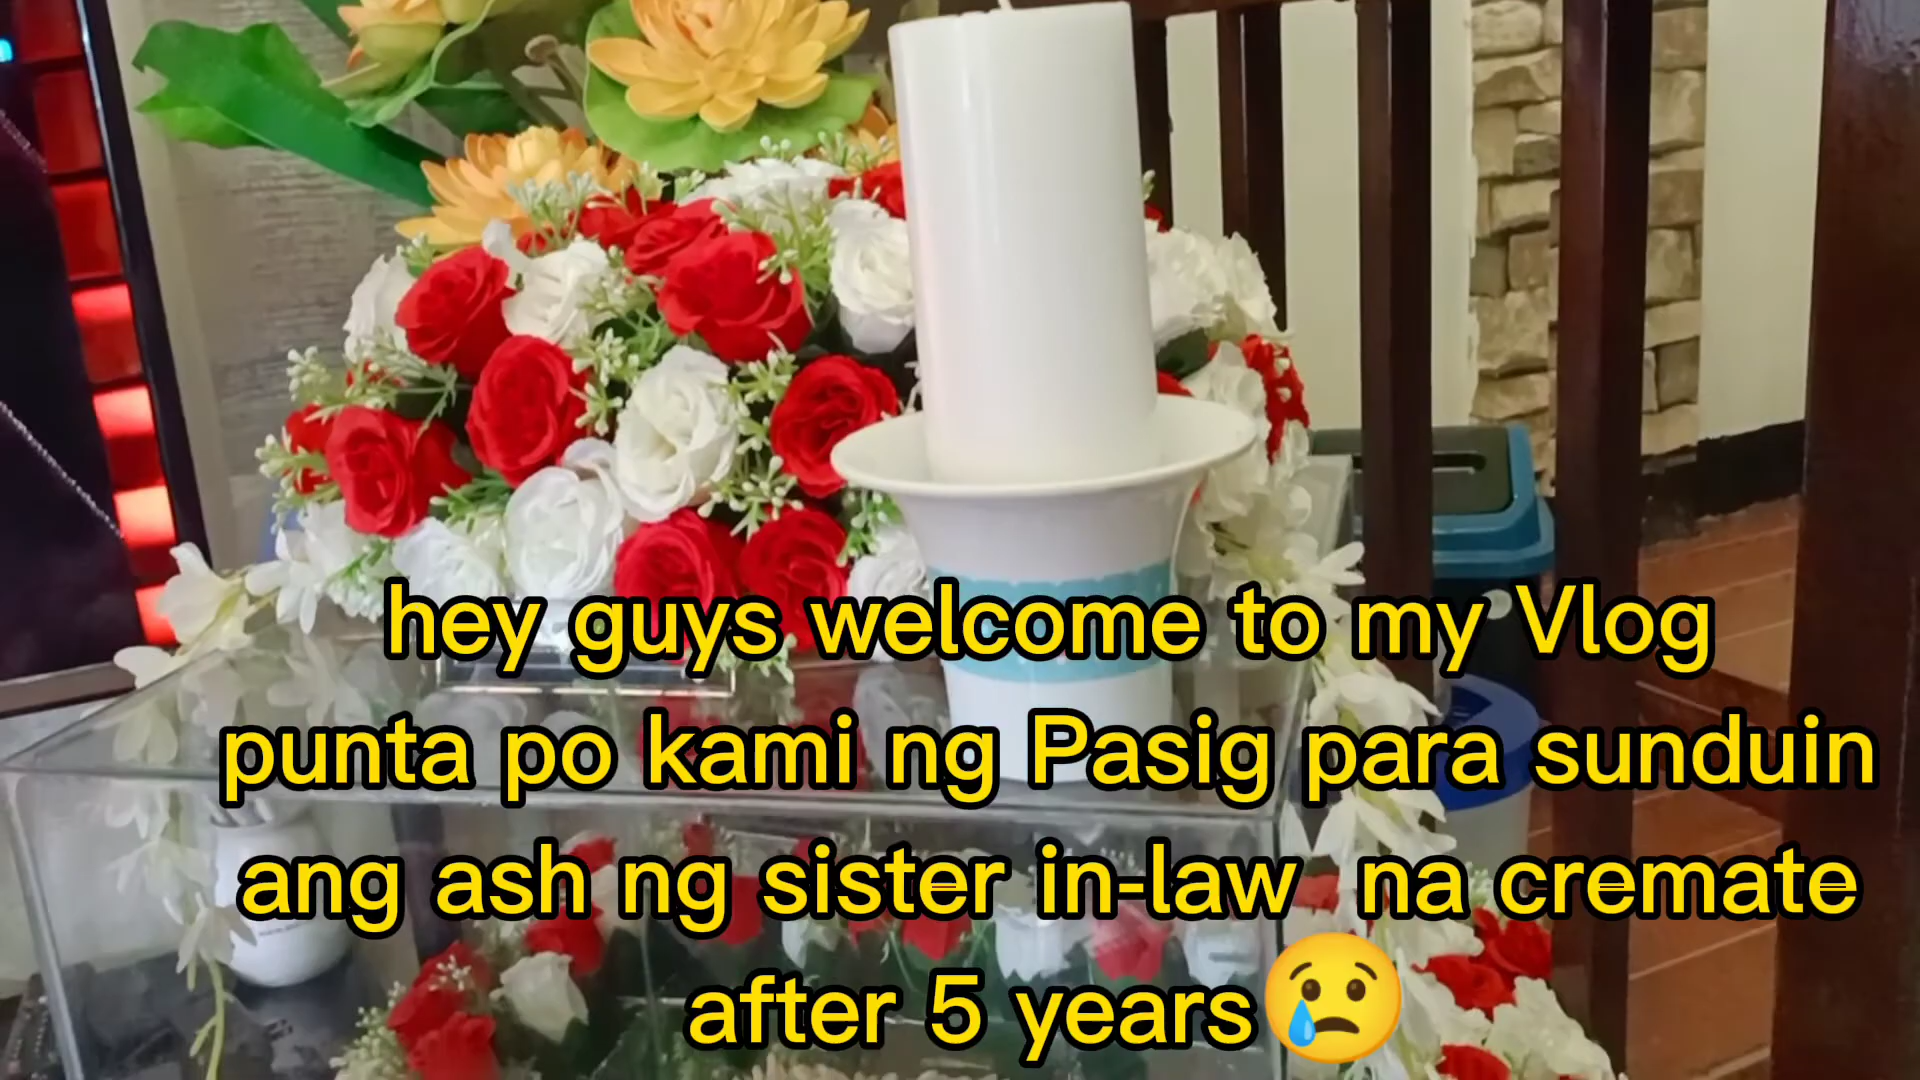 hey guys welcome to my Vlog
punta po kami ng Pasig para sunduin
ang ash ng sister in-law na cremate
after 5 years😢